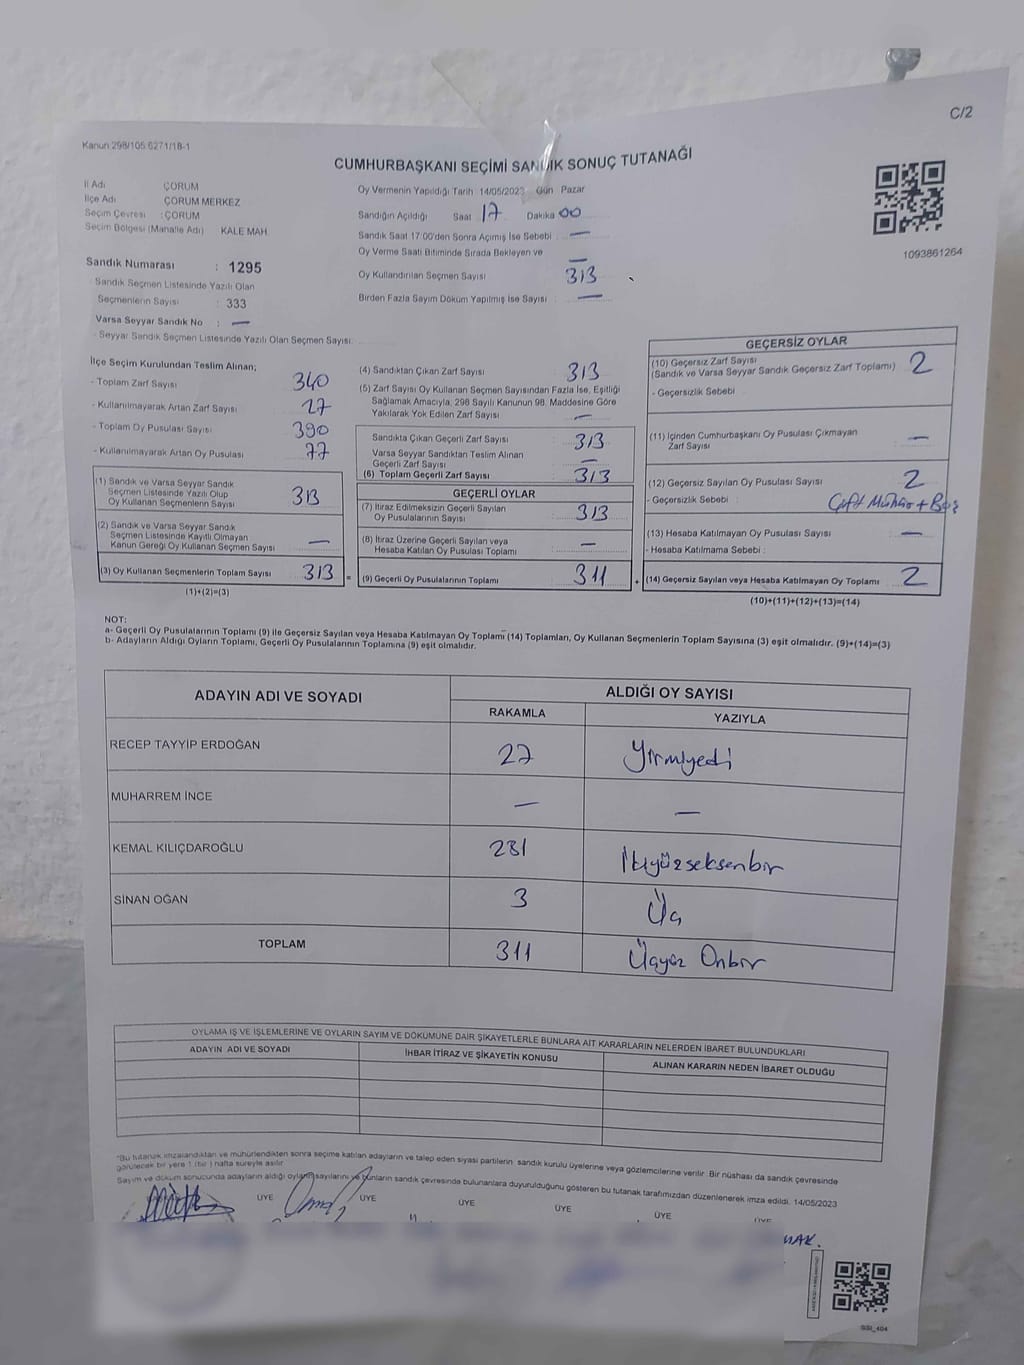 C/2
Kanun 298/105 6271/18-1
CUMHURBAŞKANI SEÇİMİ SANDIK SONUÇ TUTANAĞI
İl Adı ÇORUM
İlçe Adı ÇORUM MERKEZ
Seçim Çevresi : ÇORUM
Seçim Bölgesi (Mahalle Adı) KALE MAH.
Sandık Numarası : 1295
Sandık Seçmen Listesinde Yazılı Olan
Seçmenlerin Sayısı : 333
Varsa Seyyar Sandık No : —
- Seyyar Sandık Seçmen Listesinde Yazılı Olan Seçmen Sayısı:
Oy Vermenin Yapıldığı Tarih 14/05/2023 Gün Pazar
Sandığın Açıldığı Saat 17 Dakika 00
Sandık Saat 17:00'den Sonra Açılmış İse Sebebi : —
Oy Verme Saati Bitiminde Sırada Bekleyen ve —
Oy Kullandırılan Seçmen Sayısı 313
Birden Fazla Sayım Döküm Yapılmış İse Sayısı : —
1093861264
İlçe Seçim Kurulundan Teslim Alınan;
- Toplam Zarf Sayısı 340
- Kullanılmayarak Artan Zarf Sayısı 27
- Toplam Oy Pusulası Sayısı 390
- Kullanılmayarak Artan Oy Pusulası 77
(1) Sandık ve Varsa Seyyar Sandık
Seçmen Listesinde Yazılı Olup
Oy Kullanan Seçmenlerin Sayısı 313
(2) Sandık ve Varsa Seyyar Sandık
Seçmen Listesinde Kayıtlı Olmayan
Kanun Gereği Oy Kullanan Seçmen Sayısı —
(3) Oy Kullanan Seçmenlerin Toplam Sayısı 313 =
(1)+(2)=(3)
(4) Sandıktan Çıkan Zarf Sayısı 313
(5) Zarf Sayısı Oy Kullanan Seçmen Sayısından Fazla İse, Eşitliği
Sağlamak Amacıyla, 298 Sayılı Kanunun 98. Maddesine Göre
Yakılarak Yok Edilen Zarf Sayısı —
Sandıkta Çıkan Geçerli Zarf Sayısı 313
Varsa Seyyar Sandıktan Teslim Alınan
Geçerli Zarf Sayısı —
(6) Toplam Geçerli Zarf Sayısı 313
GEÇERLİ OYLAR
(7) İtiraz Edilmeksizin Geçerli Sayılan
Oy Pusulalarının Sayısı 313
(8) İtiraz Üzerine Geçerli Sayılan veya
Hesaba Katılan Oy Pusulası Toplamı —
(9) Geçerli Oy Pusulalarının Toplamı 311 +
GEÇERSİZ OYLAR
(10) Geçersiz Zarf Sayısı
(Sandık ve Varsa Seyyar Sandık Geçersiz Zarf Toplamı) 2
- Geçersizlik Sebebi
(11) İçinden Cumhurbaşkanı Oy Pusulası Çıkmayan
Zarf Sayısı —
(12) Geçersiz Sayılan Oy Pusulası Sayısı 2
- Geçersizlik Sebebi : Çift Mühür + Boş
(13) Hesaba Katılmayan Oy Pusulası Sayısı —
- Hesaba Katılmama Sebebi :
(14) Geçersiz Sayılan veya Hesaba Katılmayan Oy Toplamı 2
(10)+(11)+(12)+(13)=(14)
NOT:
a- Geçerli Oy Pusulalarının Toplamı (9) ile Geçersiz Sayılan veya Hesaba Katılmayan Oy Toplamı (14) Toplamları, Oy Kullanan Seçmenlerin Toplam Sayısına (3) eşit olmalıdır. (9)+(14)=(3)
b- Adayların Aldığı Oyların Toplamı, Geçerli Oy Pusulalarının Toplamına (9) eşit olmalıdır.
ADAYIN ADI VE SOYADI ALDIĞI OY SAYISI
RAKAMLA YAZIYLA
RECEP TAYYİP ERDOĞAN 27 Yirmiyedi
MUHARREM İNCE — —
KEMAL KILIÇDAROĞLU 281 İkiyüzseksenbir
SİNAN OĞAN 3 Üç
TOPLAM 311 Üçyüz Onbir
OYLAMA İŞ VE İŞLEMLERİNE VE OYLARIN SAYIM VE DÖKÜMÜNE DAİR ŞİKAYETLERLE BUNLARA AİT KARARLARIN NELERDEN İBARET BULUNDUKLARI
ADAYIN ADI VE SOYADI İHBAR İTİRAZ VE ŞİKAYETİN KONUSU ALINAN KARARIN NEDEN İBARET OLDUĞU
*Bu tutanak imzalandıktan ve mühürlendikten sonra seçime katılan adayların ve talep eden siyasi partilerin sandık kurulu üyelerine veya gözlemcilerine verilir. Bir nüshası da sandık çevresinde
görülecek bir yere 1 (bir) hafta süreyle asılır
Sayım ve döküm sonucunda adayların aldığı oyların sayılarını ve bunların sandık çevresinde bulunanlara duyurulduğunu gösteren bu tutanak tarafımızdan düzenlenerek imza edildi. 14/05/2023
ÜYE ÜYE ÜYE ÜYE ÜYE ÜYE